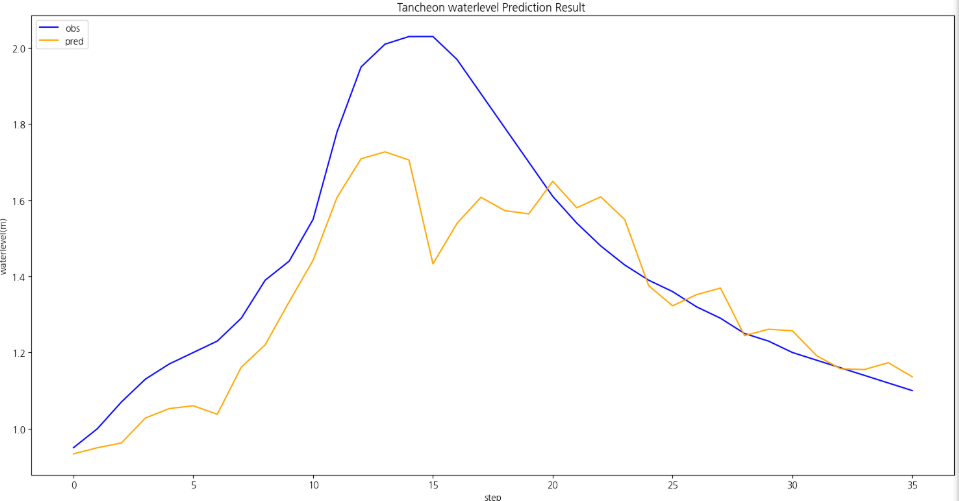 Tancheon waterlevel Prediction Result
obs
pred
2.0
1.8
1.6
1.4
1.2
1.0
waterlevel(m)
0 5 10 15 20 25 30 35
step